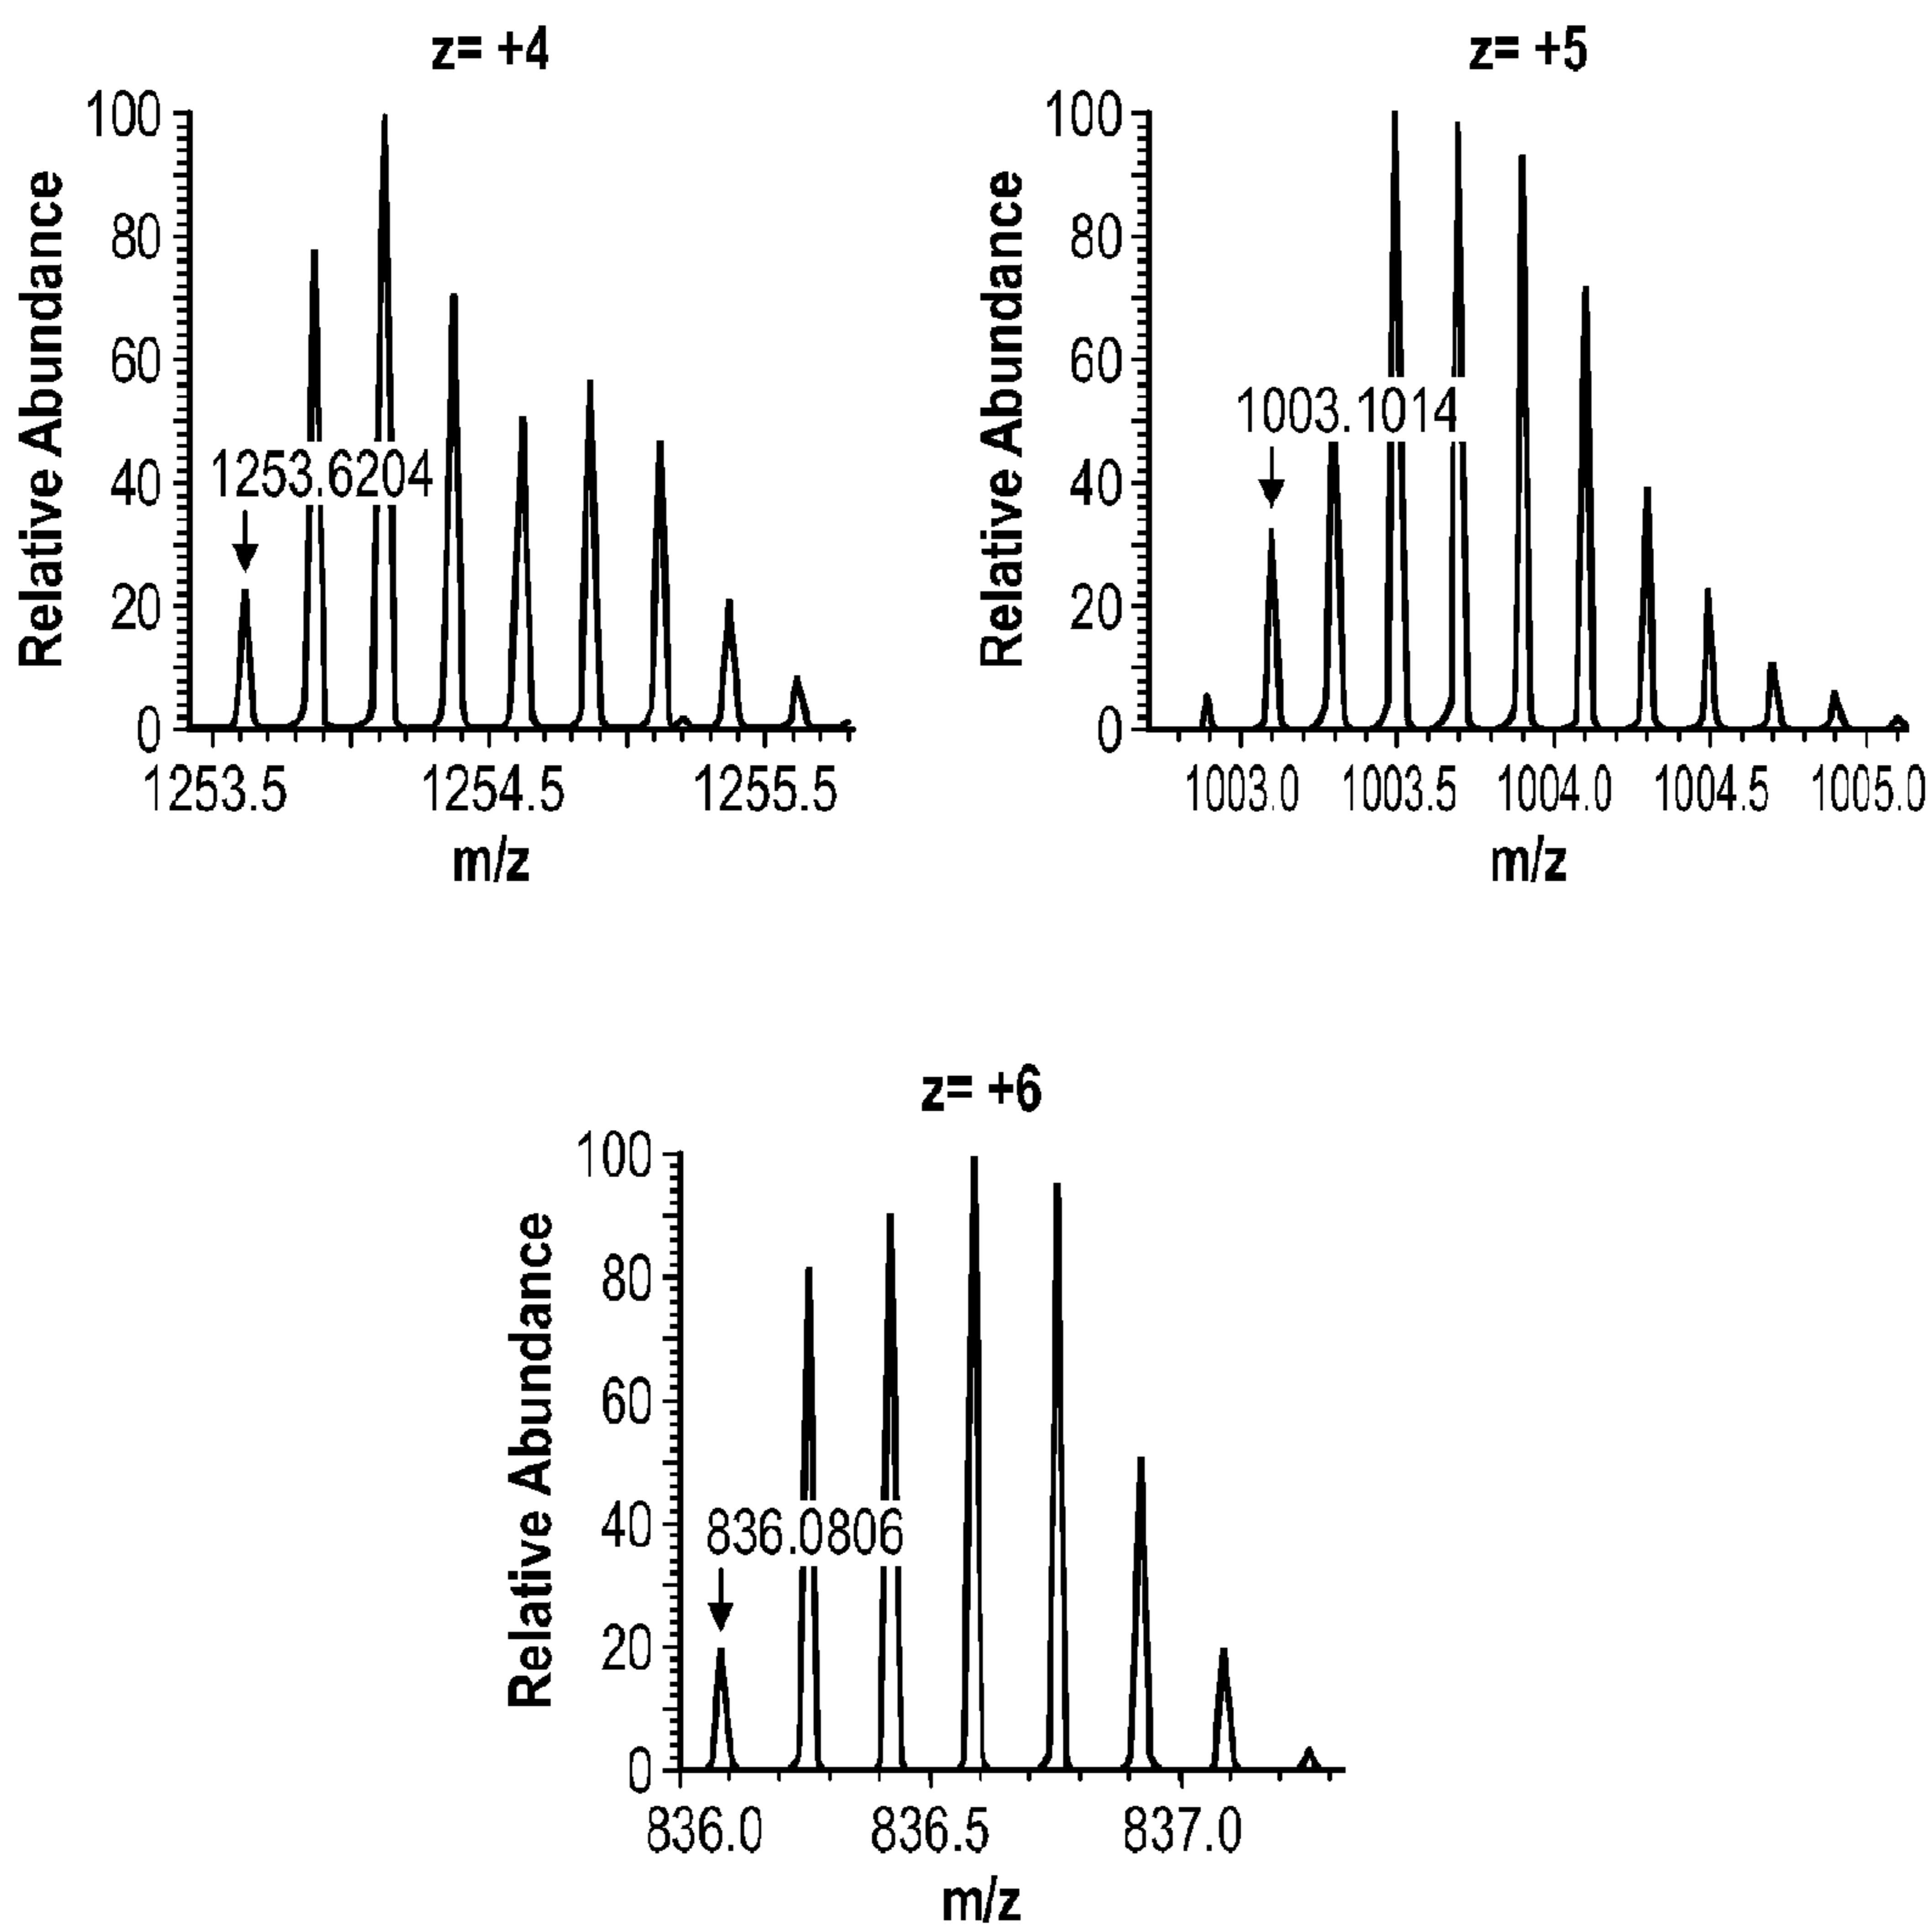 z= +4
100
80
60
40
20
0
Relative Abundance
1253.6204
1253.5 1254.5 1255.5
m/z
z= +5
100
80
60
40
20
0
Relative Abundance
1003.1014
1003.0 1003.5 1004.0 1004.5 1005.0
m/z
z= +6
100
80
60
40
20
0
Relative Abundance
836.0806
836.0 836.5 837.0
m/z